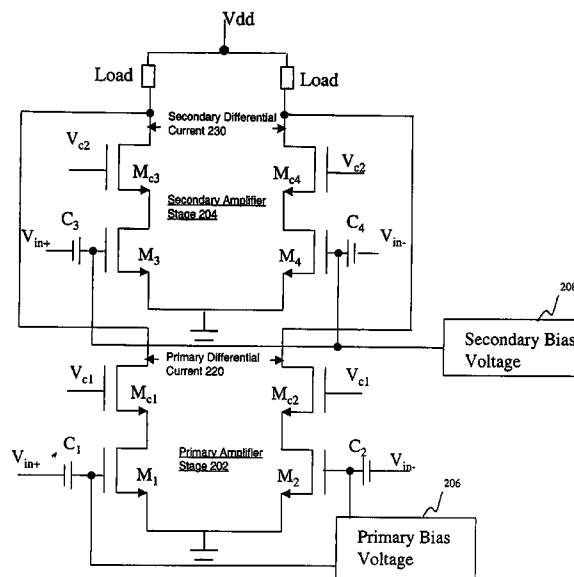 Vdd
Load
Load
Secondary Differential
Current 230
Vc2
Vc2
Mc3
Mc4
Secondary Amplifier
Stage 204
C3
C4
Vin+
Vin-
M3
M4
208
Secondary Bias
Voltage
Primary Differential
Current 220
Vc1
Vc1
Mc1
Mc2
C1
C2
Vin+
Vin-
Primary Amplifier
Stage 202
M1
M2
206
Primary Bias
Voltage